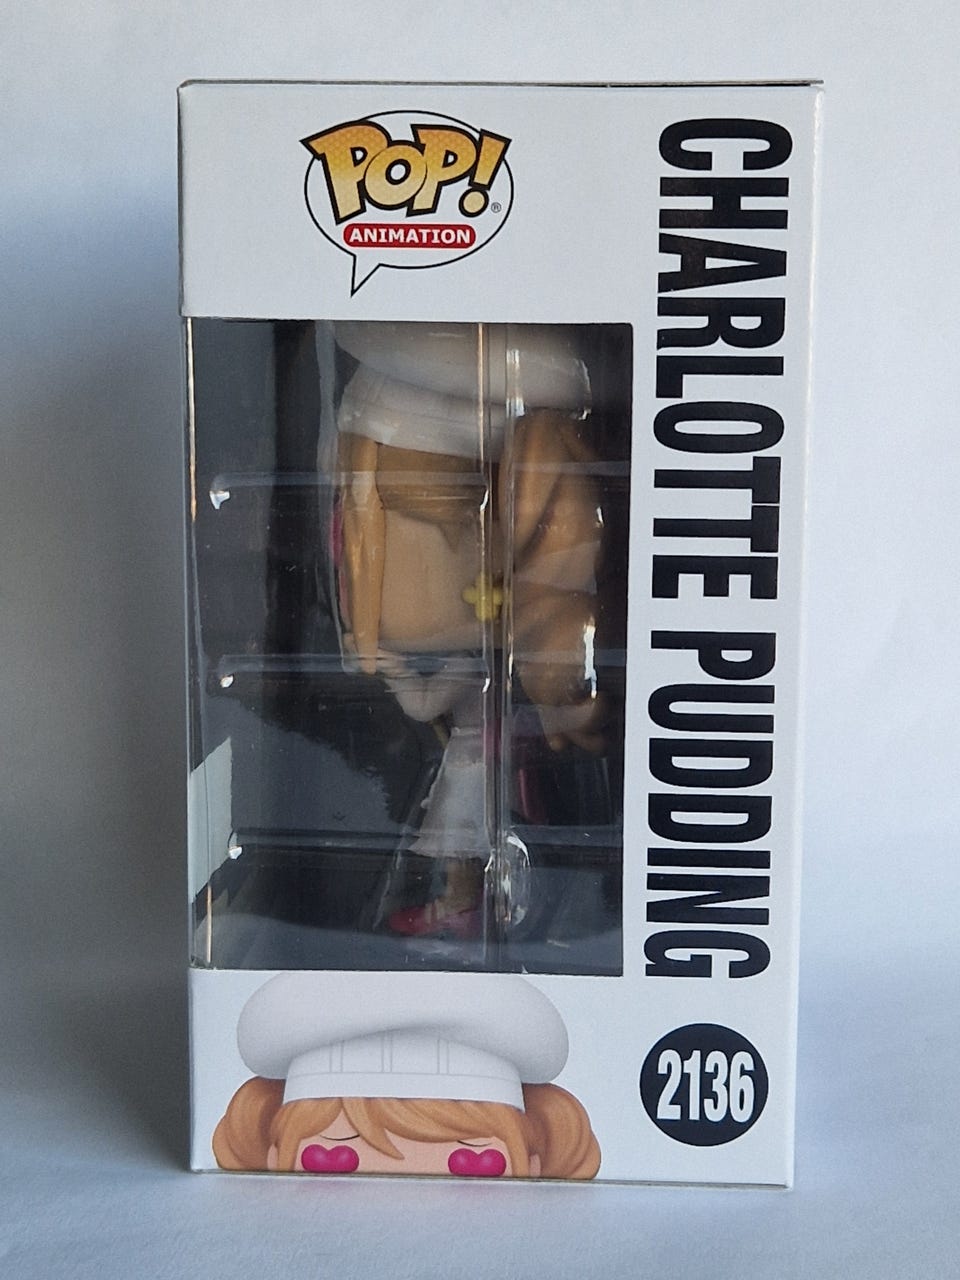 POP!
®
ANIMATION
CHARLOTTE PUDDING
2136